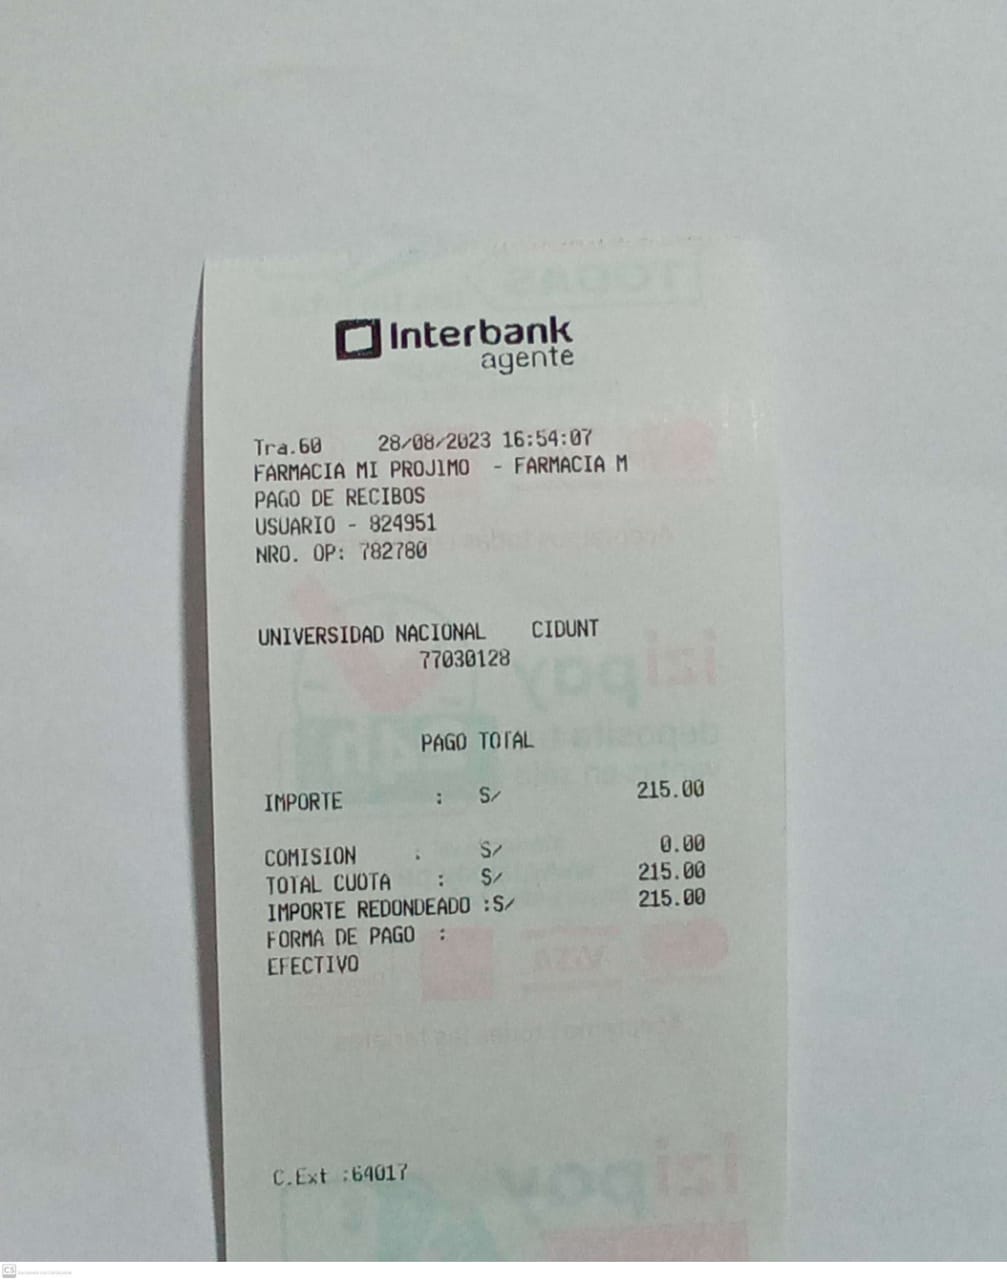 Interbank
agente
Tra.60 28/08/2023 16:54:07
FARMACIA MI PROJIMO - FARMACIA M
PAGO DE RECIBOS
USUARIO - 824951
NRO. OP: 782780
UNIVERSIDAD NACIONAL CIDUNT
77030128
PAGO TOTAL
IMPORTE : S/ 215.00
COMISION : S/ 0.00
TOTAL CUOTA : S/ 215.00
IMPORTE REDONDEADO :S/ 215.00
FORMA DE PAGO :
EFECTIVO
C.Ext :64017
CS